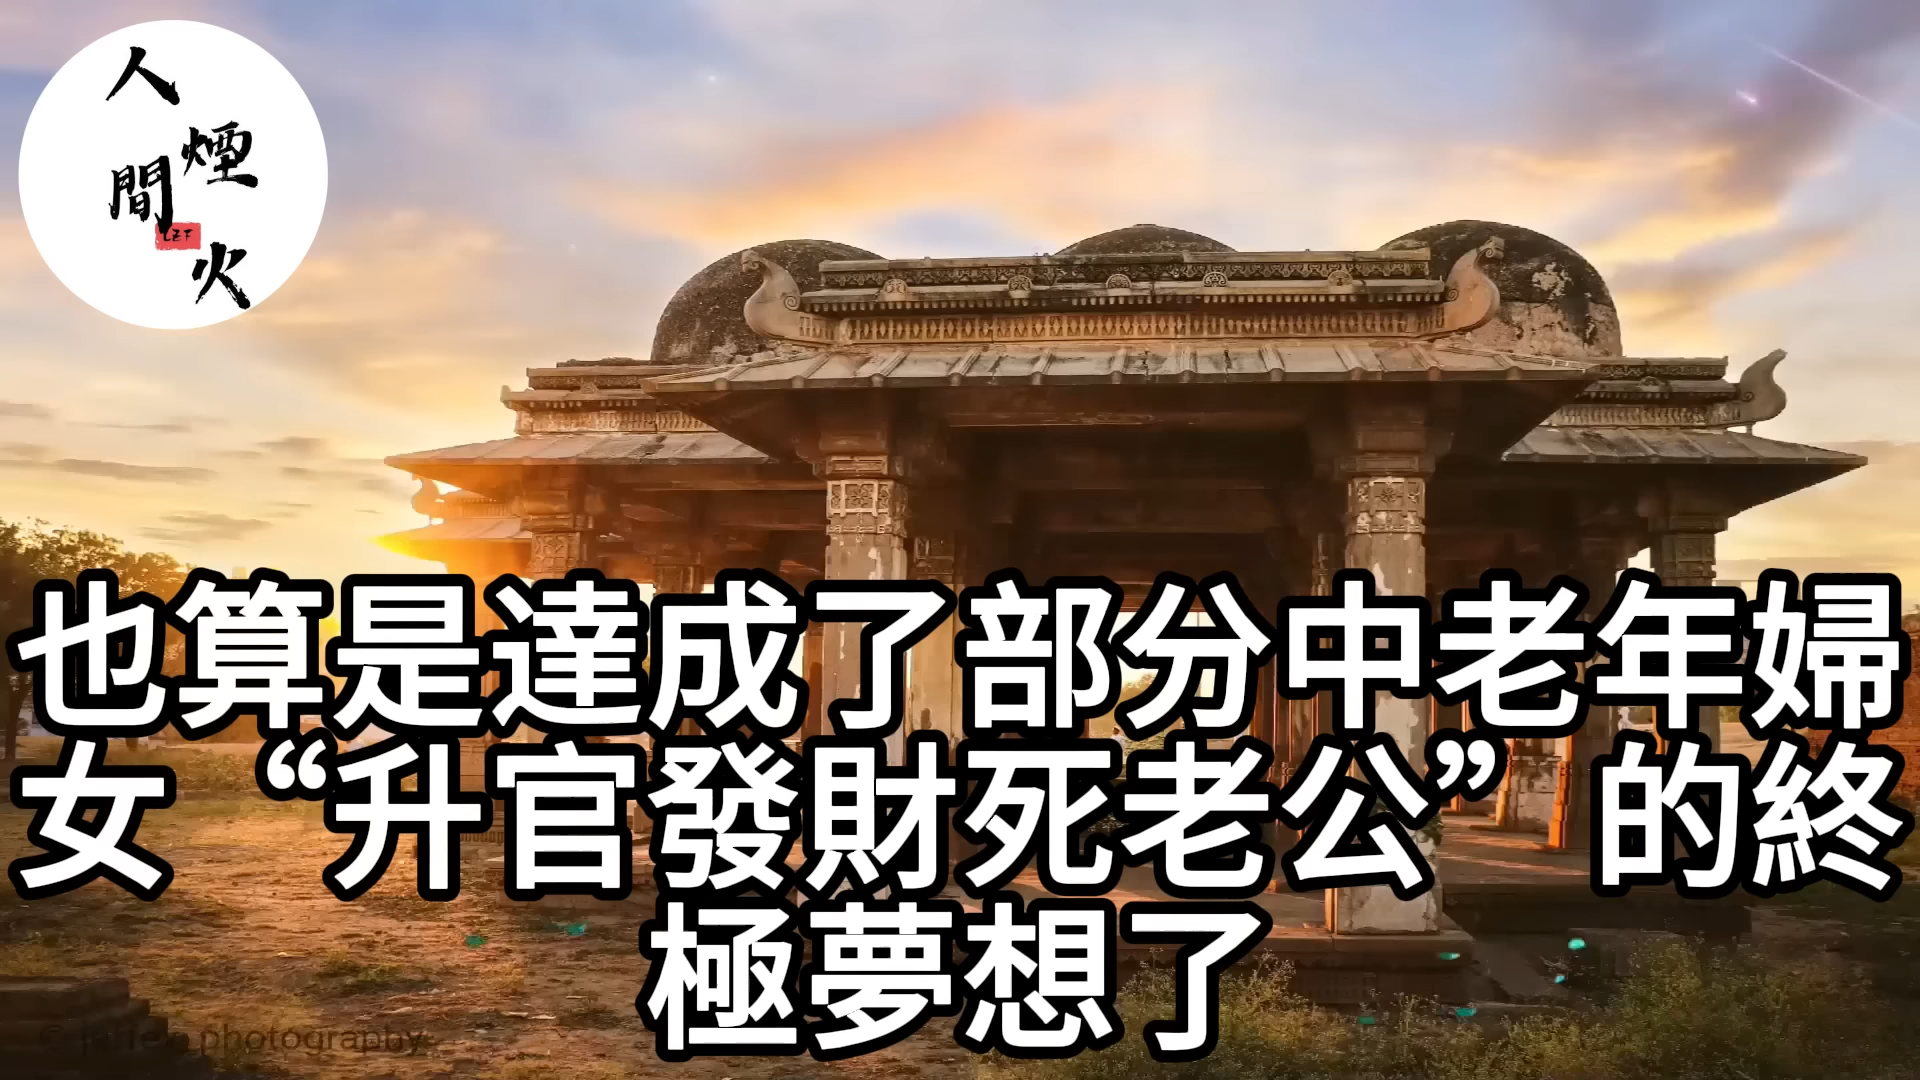 人間煙火
LZF
也算是達成了部分中老年婦
女“升官發財死老公”的終
極夢想了
photography